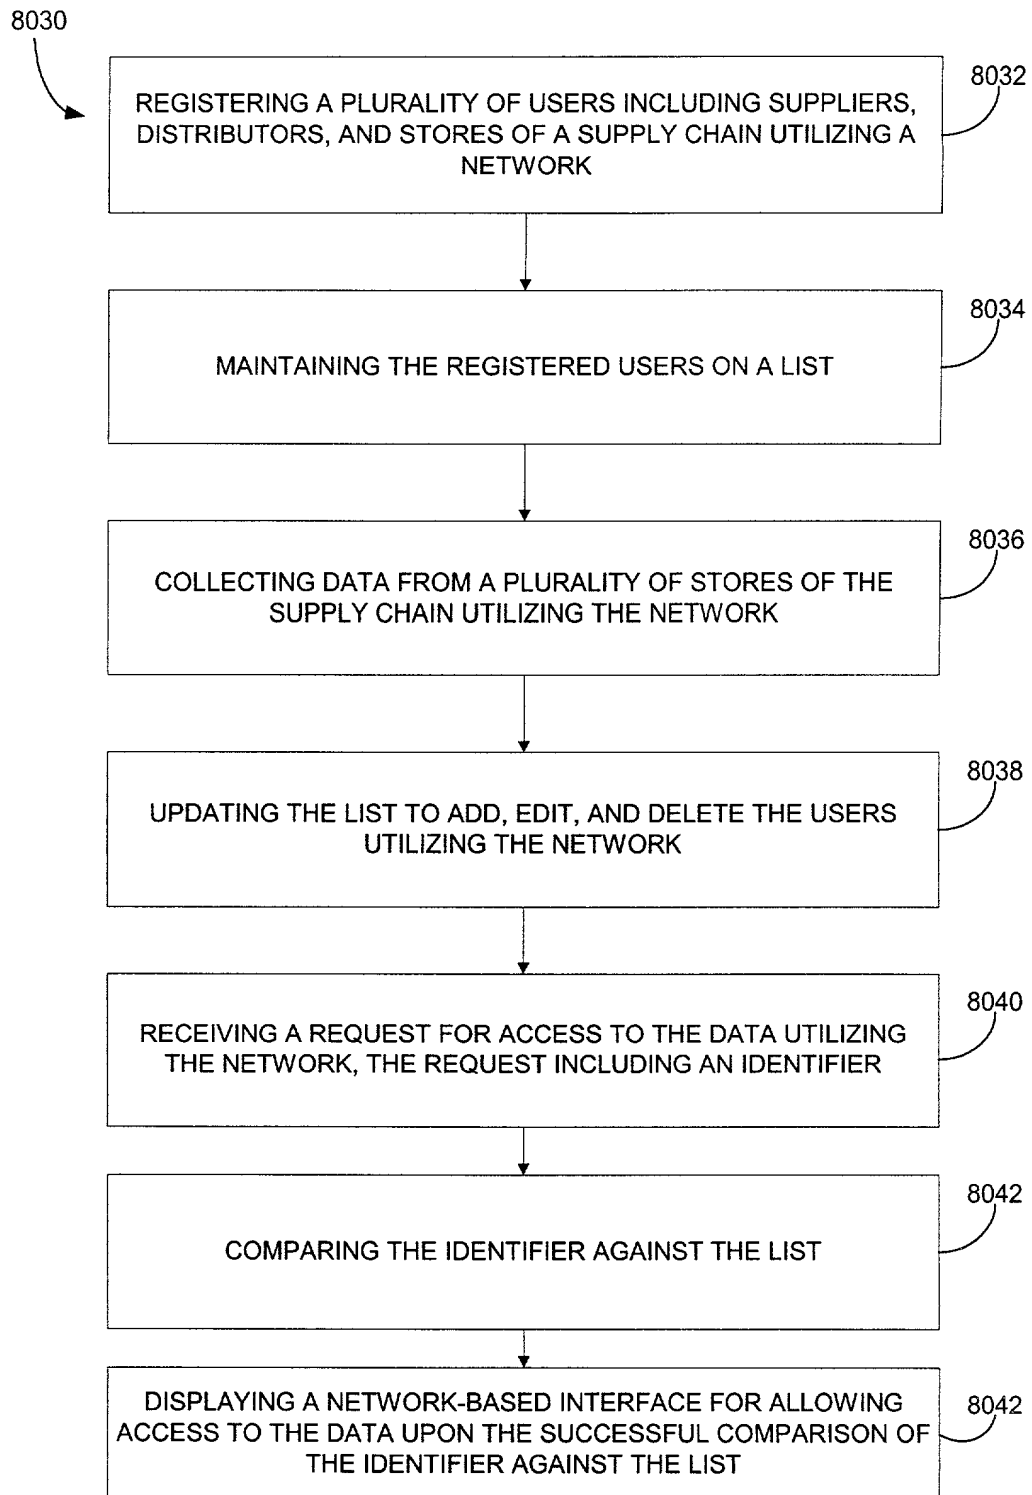 8030
8032
REGISTERING A PLURALITY OF USERS INCLUDING SUPPLIERS,
DISTRIBUTORS, AND STORES OF A SUPPLY CHAIN UTILIZING A
NETWORK
8034
MAINTAINING THE REGISTERED USERS ON A LIST
8036
COLLECTING DATA FROM A PLURALITY OF STORES OF THE
SUPPLY CHAIN UTILIZING THE NETWORK
8038
UPDATING THE LIST TO ADD, EDIT, AND DELETE THE USERS
UTILIZING THE NETWORK
8040
RECEIVING A REQUEST FOR ACCESS TO THE DATA UTILIZING
THE NETWORK, THE REQUEST INCLUDING AN IDENTIFIER
8042
COMPARING THE IDENTIFIER AGAINST THE LIST
8042
DISPLAYING A NETWORK-BASED INTERFACE FOR ALLOWING
ACCESS TO THE DATA UPON THE SUCCESSFUL COMPARISON OF
THE IDENTIFIER AGAINST THE LIST